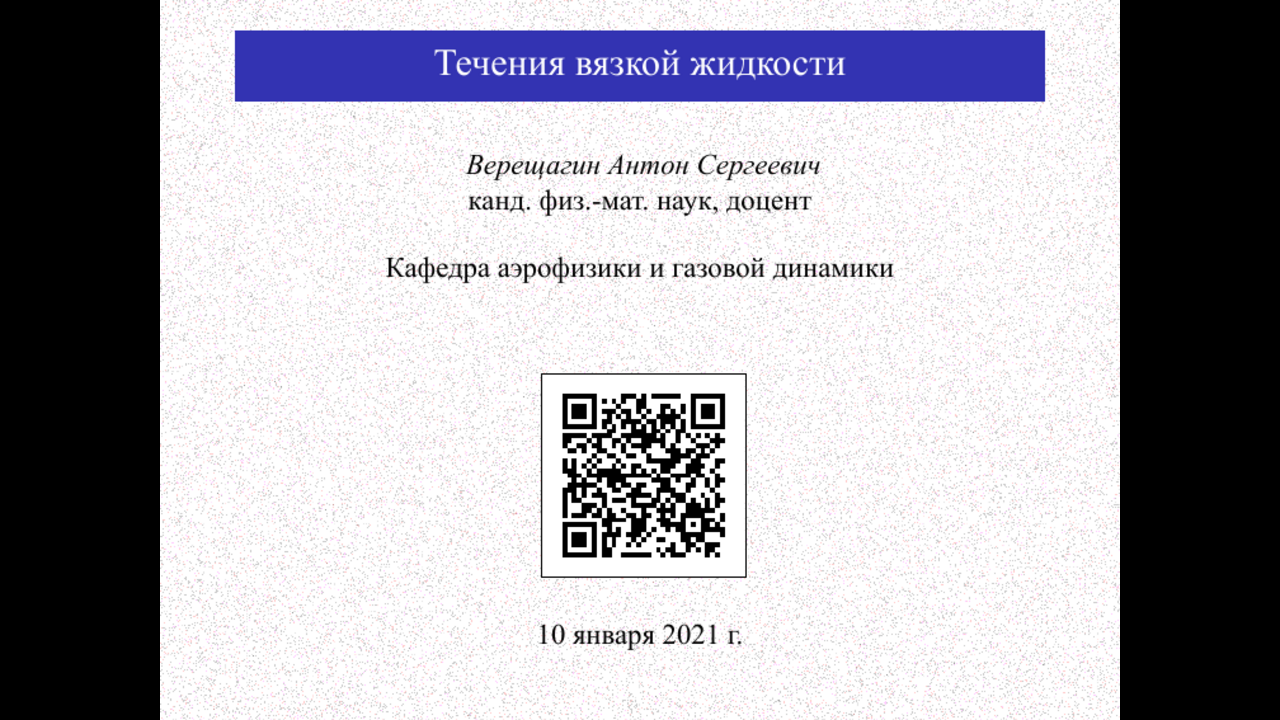 Течения вязкой жидкости
Верещагин Антон Сергеевич
канд. физ.-мат. наук, доцент
Кафедра аэрофизики и газовой динамики
10 января 2021 г.